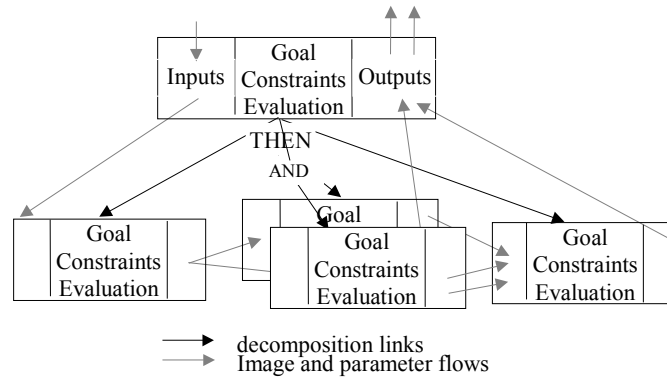 Goal
Inputs Constraints Outputs
Evaluation
THEN
AND
Goal
Goal
Constraints
Evaluation
Goal
Constraints
Evaluation
Goal
Constraints
Evaluation
decomposition links
Image and parameter flows